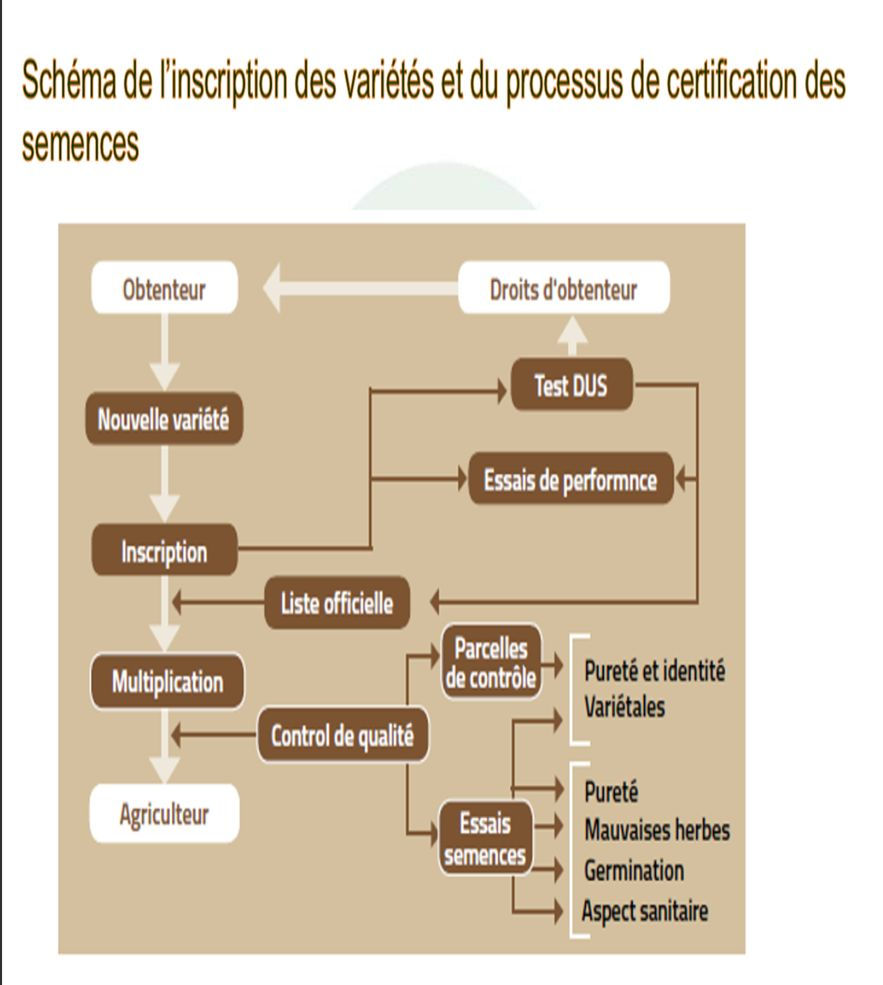 Schéma de l'inscription des variétés et du processus de certification des
semences
Obtenteur
Droits d'obtenteur
Test DUS
Nouvelle variété
Essais de performnce
Inscription
Liste officielle
Parcelles
de contrôle
Pureté et identité
Variétales
Multiplication
Control de qualité
Agriculteur
Essais
semences
Pureté
Mauvaises herbes
Germination
Aspect sanitaire